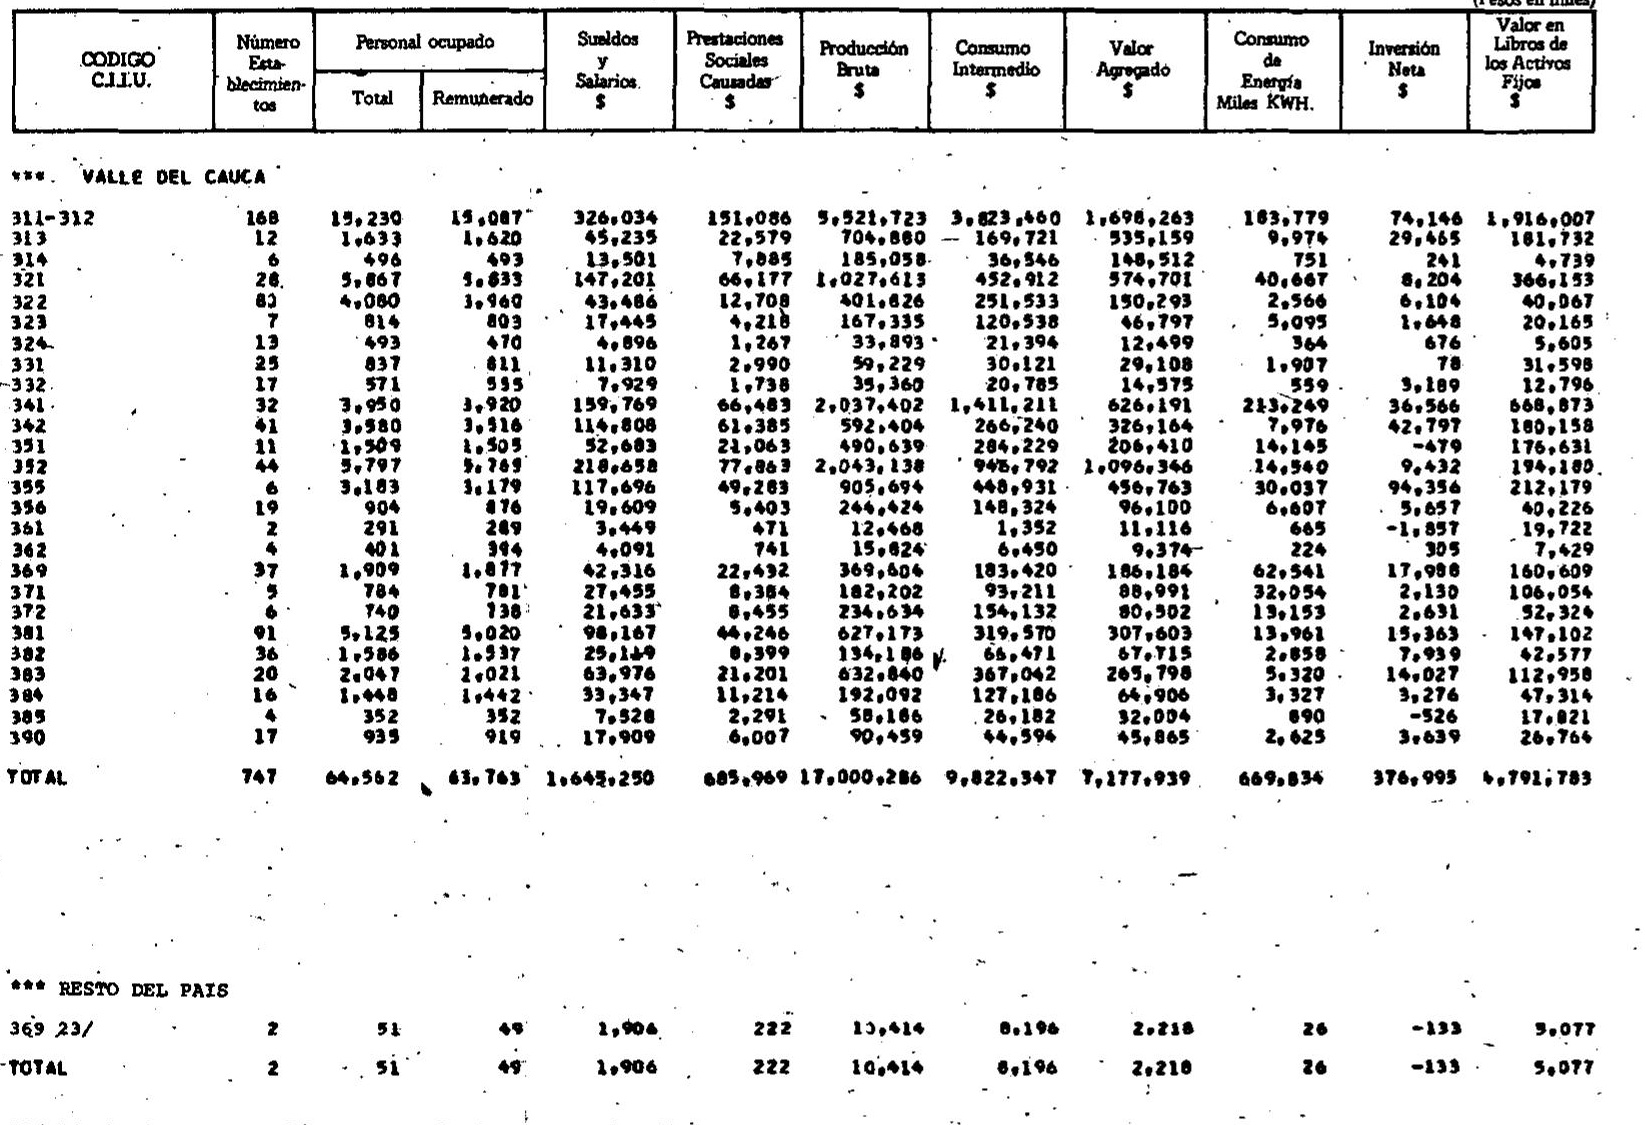 (Pesos en miles)
CODIGO C.I.I.U. Número Esta-blecimien-tos Personal ocupado Total Remunerado Sueldos y Salarios $ Prestaciones Sociales Causadas $ Producción Bruta $ Consumo Intermedio $ Valor Agregado $ Consumo de Energía Miles KWH. Inversión Neta $ Valor en Libros de los Activos Fijos $
***. VALLE DEL CAUCA
311-312 168 15,230 15,087 326,034 151,086 5,521,723 3,823,460 1,698,263 183,779 74,146 1,916,007
313 12 1,633 1,620 45,235 22,579 704,880 169,721 535,159 9,974 29,465 181,732
314 6 496 493 13,501 7,885 185,058 36,546 148,512 751 241 4,739
321 28 5,867 5,833 147,201 66,177 1,027,613 452,912 574,701 40,667 8,204 366,153
322 80 4,080 3,960 43,486 12,708 401,826 251,533 150,293 2,566 6,104 40,067
323 7 814 803 17,445 4,218 167,335 120,538 46,797 5,095 1,648 20,165
324 13 493 470 4,896 1,267 33,893 21,394 12,499 364 676 5,605
331 25 837 811 11,310 2,990 59,229 30,121 29,108 1,907 78 31,598
332 17 571 555 7,929 1,738 35,360 20,785 14,575 559 3,189 12,796
341 32 3,950 3,920 159,769 66,483 2,037,402 1,411,211 626,191 213,249 36,566 668,873
342 41 3,580 3,516 114,808 61,385 592,404 266,240 326,164 7,976 42,797 180,158
351 11 1,509 1,505 52,683 21,063 490,639 284,229 206,410 14,145 -479 176,631
352 44 5,797 5,769 218,658 77,863 2,043,138 946,792 1,096,346 14,540 9,432 194,180
355 6 3,183 3,179 117,696 49,283 905,694 448,931 456,763 30,037 94,356 212,179
356 19 904 876 19,609 5,403 244,424 148,324 96,100 6,607 5,657 40,226
361 2 291 289 3,449 471 12,468 1,352 11,116 665 -1,857 19,722
362 4 401 394 4,091 741 15,824 6,450 9,374 224 305 7,429
369 37 1,909 1,877 42,316 22,432 369,604 183,420 186,184 62,541 17,988 160,609
371 5 784 781 27,455 8,384 182,202 93,211 88,991 32,054 2,130 106,054
372 6 740 738 21,633 8,455 234,634 154,132 80,502 13,153 2,631 52,324
381 91 5,125 5,020 98,167 44,246 627,173 319,570 307,603 13,961 15,363 147,102
382 36 1,586 1,537 25,119 8,399 134,186 66,471 67,715 2,858 7,939 42,577
383 20 2,047 2,021 63,976 21,201 632,840 367,042 265,798 5,320 14,027 112,958
384 16 1,448 1,442 33,347 11,214 192,092 127,186 64,906 3,327 3,276 47,314
385 4 352 352 7,528 2,291 58,186 26,182 32,004 890 -526 17,821
390 17 935 919 17,909 6,007 90,459 44,594 45,865 2,625 3,639 26,764
TOTAL 747 64,562 63,763 1,645,250 685,969 17,000,286 9,822,347 7,177,939 669,834 376,995 4,791,783
*** RESTO DEL PAIS
369 23/ 2 51 49 1,906 222 10,414 8,196 2,218 26 -133 5,077
TOTAL 2 51 49 1,906 222 10,414 8,196 2,218 26 -133 5,077